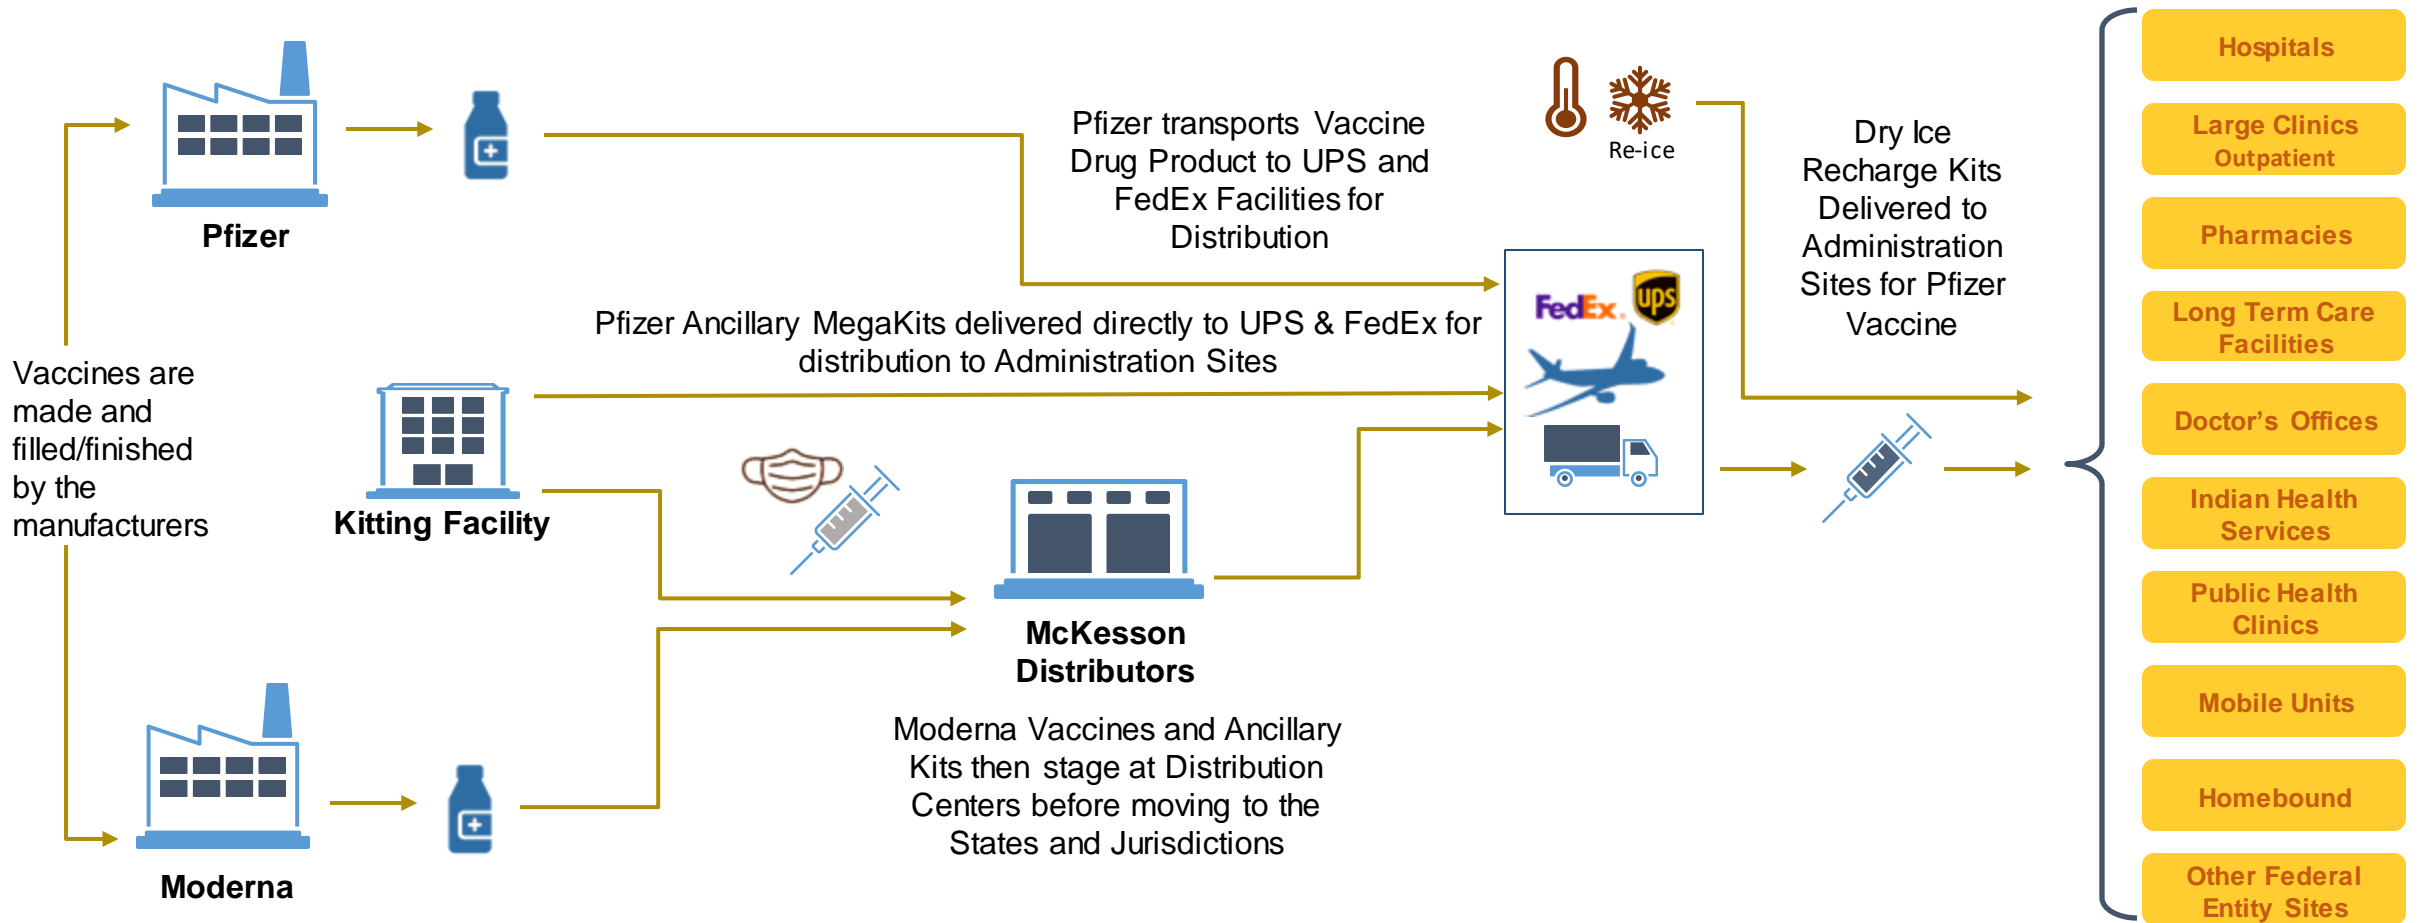 Vaccines are
made and
filled/finished
by the
manufacturers
Pfizer
Pfizer transports Vaccine
Drug Product to UPS and
FedEx Facilities for
Distribution
Re-ice
Dry Ice
Recharge Kits
Delivered to
Administration
Sites for Pfizer
Vaccine
Pfizer Ancillary MegaKits delivered directly to UPS & FedEx for
distribution to Administration Sites
FedEx.
ups
Kitting Facility
McKesson
Distributors
Moderna Vaccines and Ancillary
Kits then stage at Distribution
Centers before moving to the
States and Jurisdictions
Moderna
Hospitals
Large Clinics
Outpatient
Pharmacies
Long Term Care
Facilities
Doctor's Offices
Indian Health
Services
Public Health
Clinics
Mobile Units
Homebound
Other Federal
Entity Sites